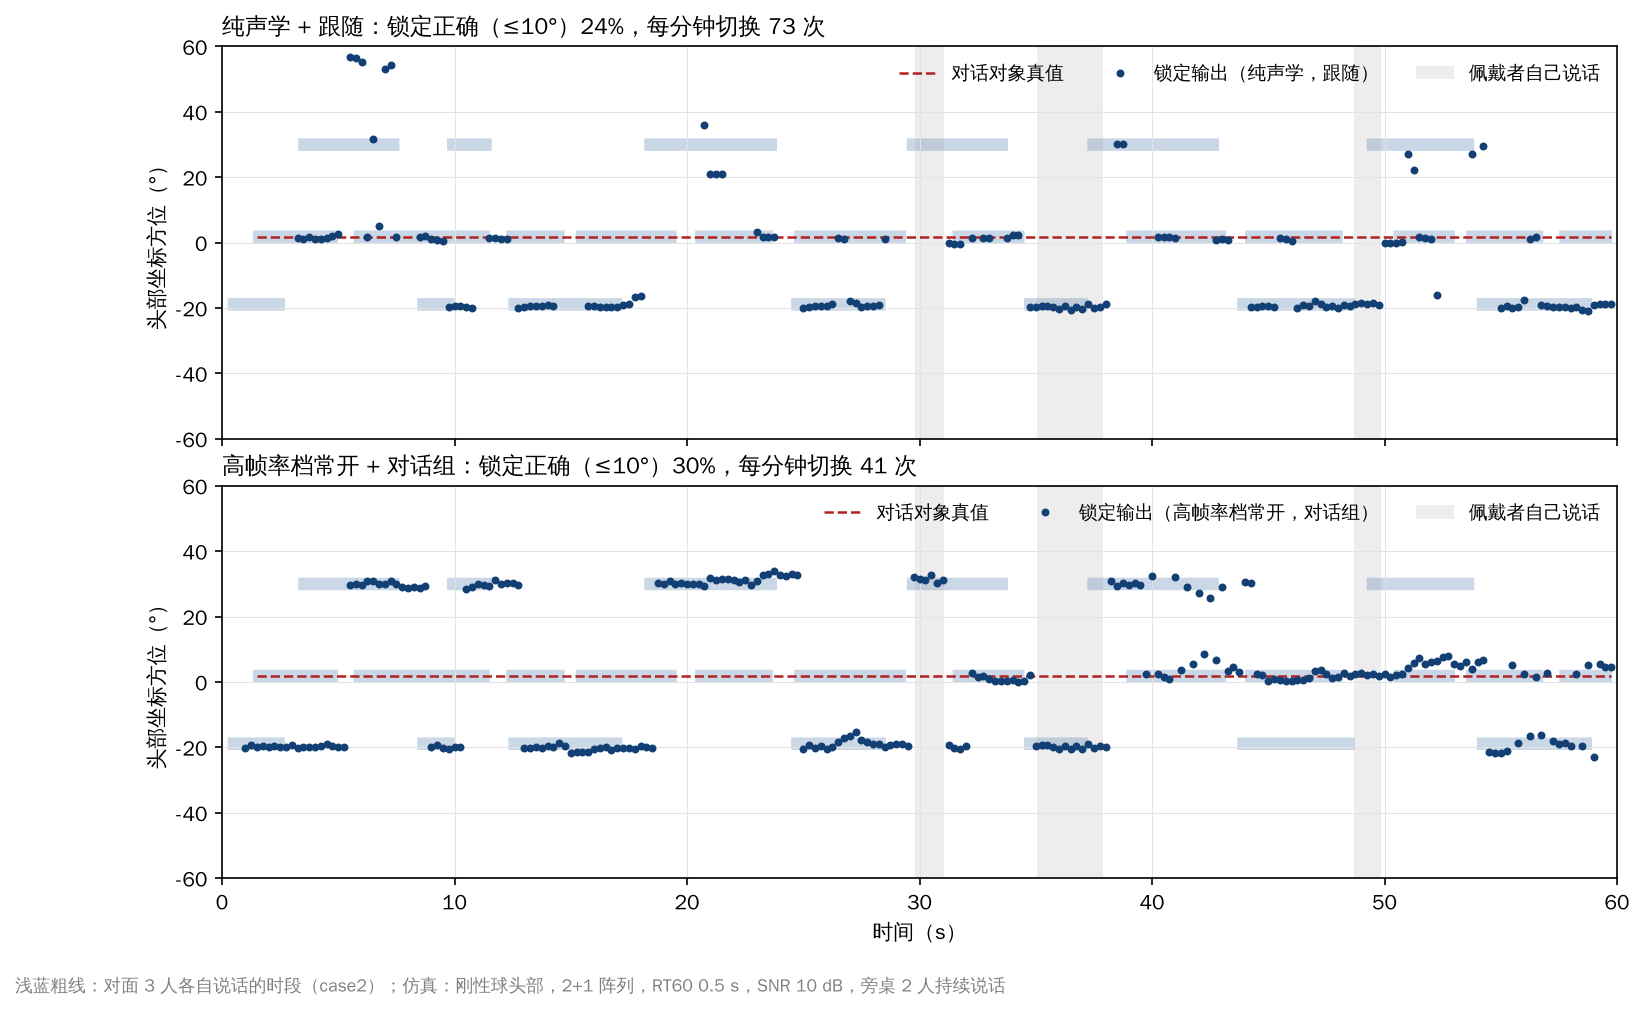 纯声学 + 跟随：锁定正确（≤10°）24%，每分钟切换 73 次
对话对象真值
锁定输出（纯声学，跟随）
佩戴者自己说话
头部坐标方位（°）
60
40
20
0
-20
-40
-60
高帧率档常开 + 对话组：锁定正确（≤10°）30%，每分钟切换 41 次
对话对象真值
锁定输出（高帧率档常开，对话组）
佩戴者自己说话
头部坐标方位（°）
60
40
20
0
-20
-40
-60
0 10 20 30 40 50 60
时间（s）
浅蓝粗线：对面 3 人各自说话的时段（case2）；仿真：刚性球头部，2+1 阵列，RT60 0.5 s，SNR 10 dB，旁桌 2 人持续说话